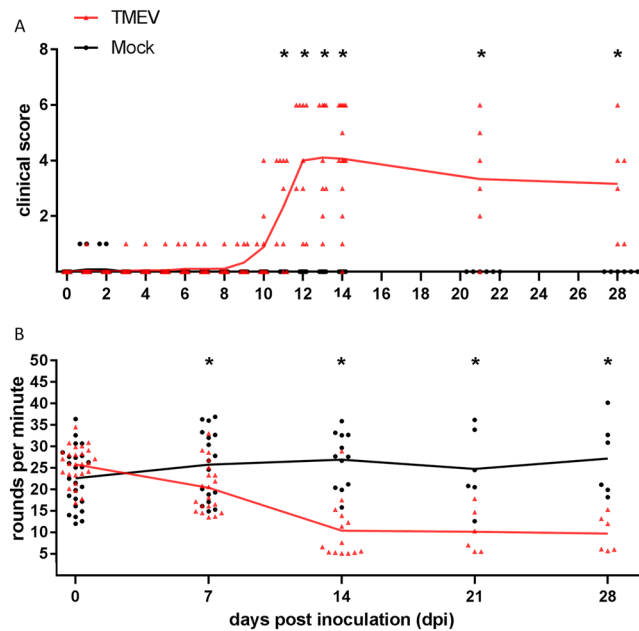 A
TMEV
Mock
* * * * * *
8
6
4
2
clinical score
0 2 4 6 8 10 12 14 16 18 20 22 24 26 28
B
* * * *
50
45
40
35
30
25
20
15
10
5
rounds per minute
0 7 14 21 28
days post inoculation (dpi)